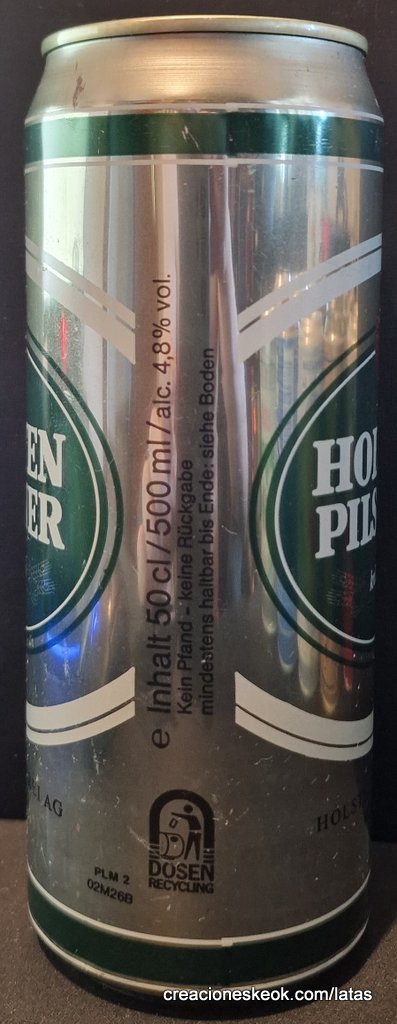 EN
ER
HO
PILS
e Inhalt 50 cl / 500 ml / alc. 4,8% vol.
Kein Pfand - keine Rückgabe
mindestens haltbar bis Ende: siehe Boden
AG
HOLS
DOSEN
RECYCLING
PLM 2
02M26B
creacioneskeok.com/latas